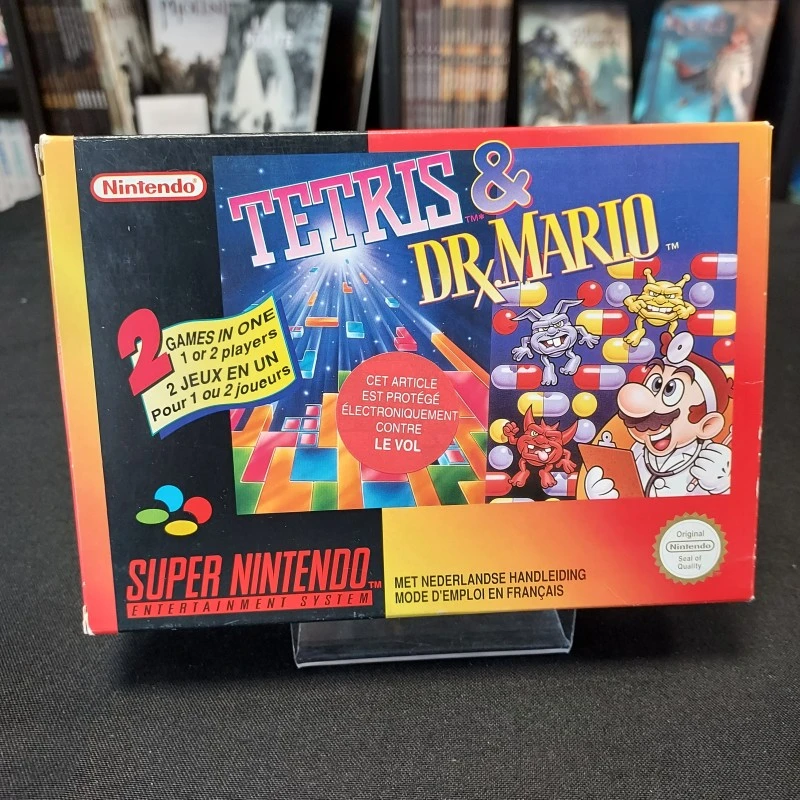 Nintendo®
TETRIS &
TM*
DR.MARIO
TM
2 GAMES IN ONE
1 or 2 players
2 JEUX EN UN
Pour 1 ou 2 joueurs
CET ARTICLE
EST PROTÉGÉ
ÉLECTRONIQUEMENT
CONTRE
LE VOL
SUPER NINTENDO
TM
ENTERTAINMENT SYSTEM
MET NEDERLANDSE HANDLEIDING
MODE D'EMPLOI EN FRANÇAIS
Original
Nintendo
Seal of
Quality